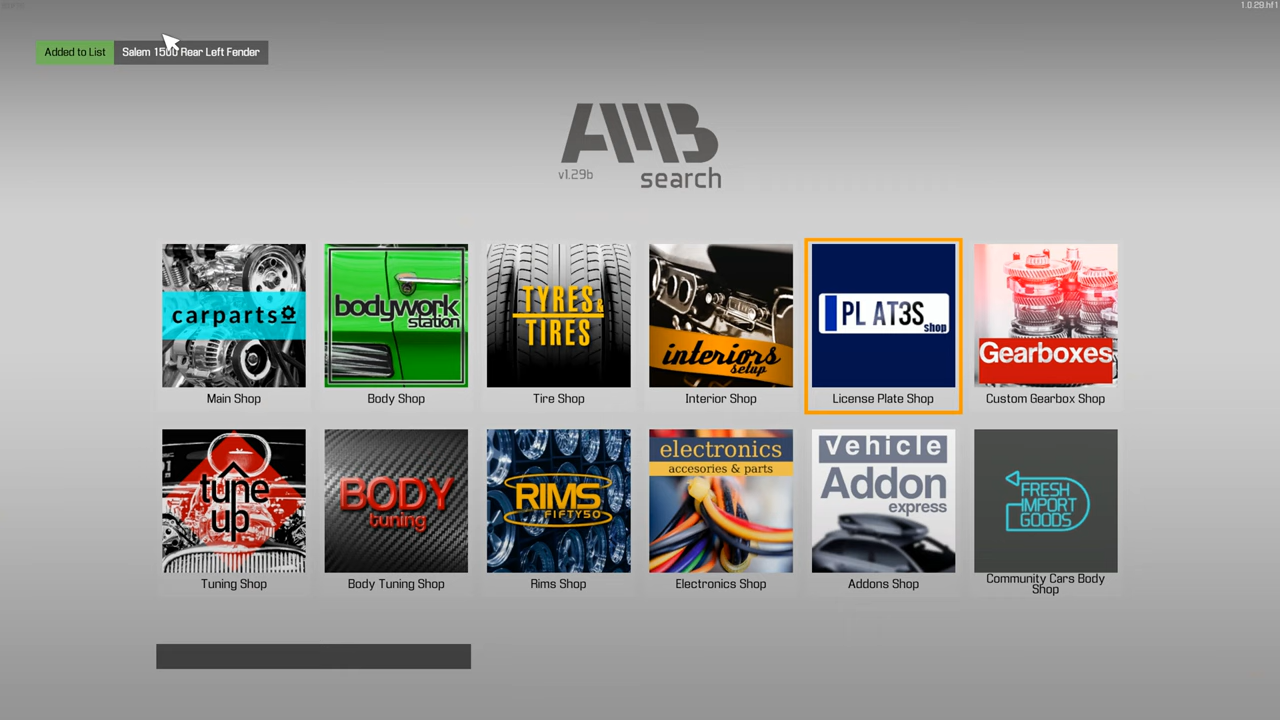 1.0.29.hf1
Added to List Salem 1500 Rear Left Fender
AMB
v1.29b search
carparts
bodywork
station
TYRES &
TIRES
interiors
setup
PL AT3S
shop
Gearboxes
Main Shop
Body Shop
Tire Shop
Interior Shop
License Plate Shop
Custom Gearbox Shop
tune
up
BODY
tuning
RIMS
FIFTY50
electronics
accesories & parts
vehicle
Addon
express
FRESH
IMPORT
GOODS
Tuning Shop
Body Tuning Shop
Rims Shop
Electronics Shop
Addons Shop
Community Cars Body
Shop